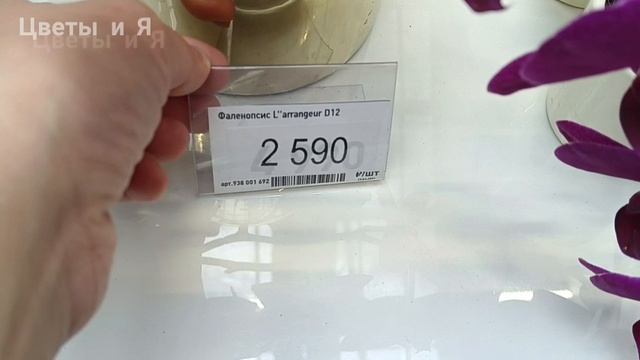 Цветы и Я
Фаленопсис L''arrangeur D12
2 590
арт.938 001 692
₽/шт